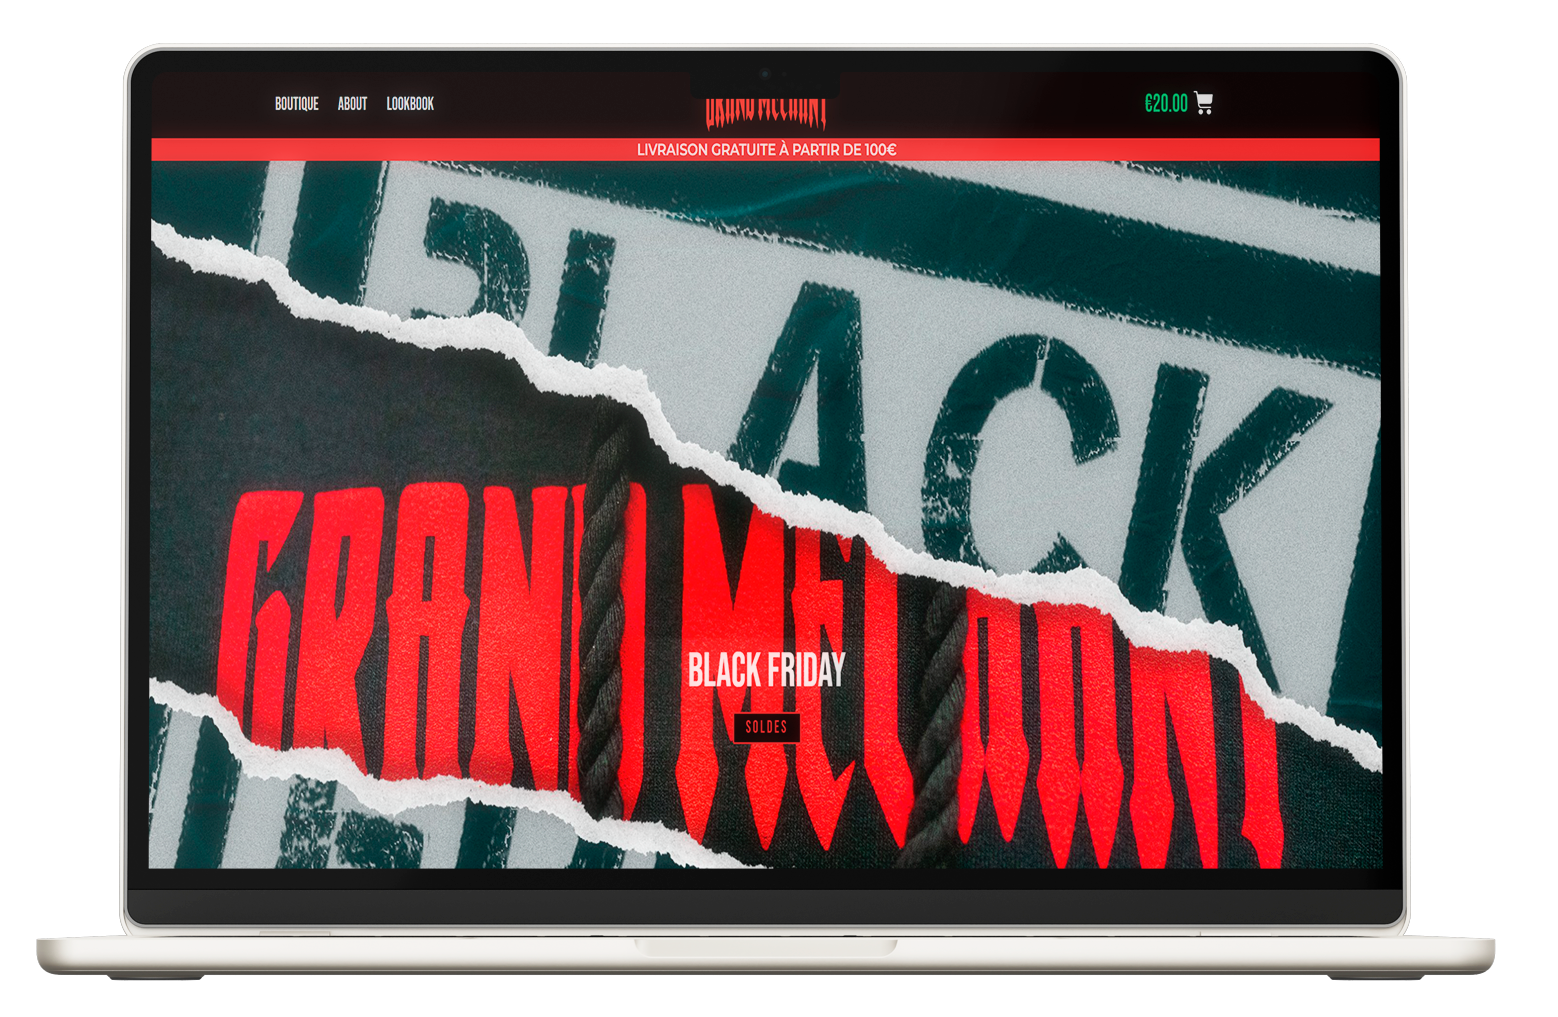 BOUTIQUE ABOUT LOOKBOOK
GRAND MECHANT
€20.00
LIVRAISON GRATUITE À PARTIR DE 100€
BLACK
GRAND MECHANT
BLACK FRIDAY
SOLDES